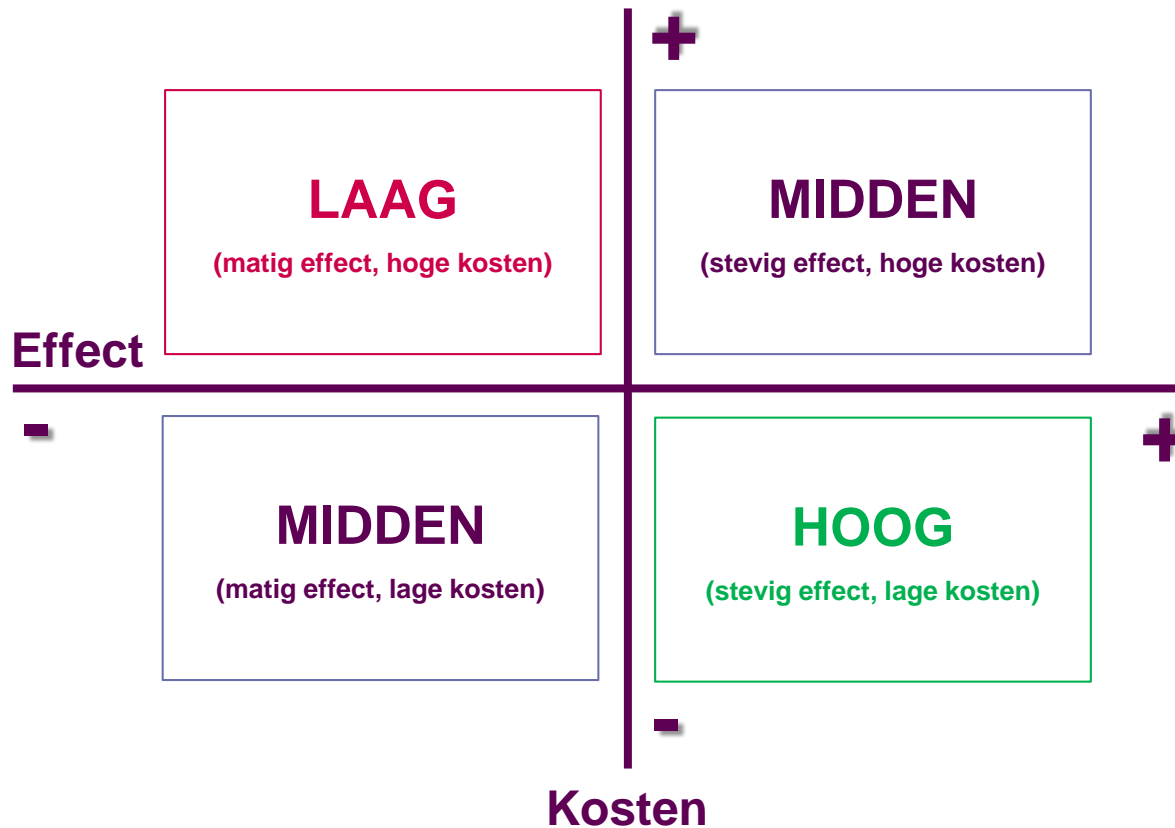 +
LAAG
(matig effect, hoge kosten)
MIDDEN
(stevig effect, hoge kosten)
Effect
-
+
MIDDEN
(matig effect, lage kosten)
HOOG
(stevig effect, lage kosten)
-
Kosten